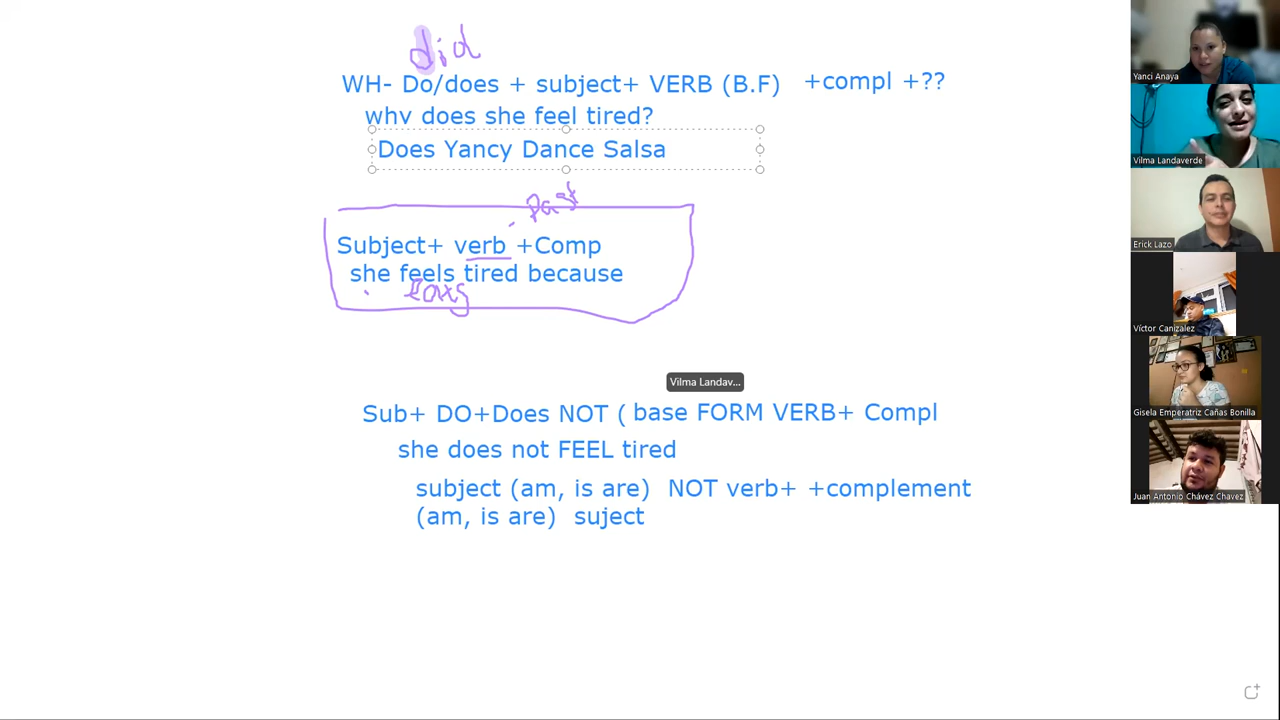 did
WH- Do/does + subject+ VERB (B.F) +compl +??
why does she feel tired?
Does Yancy Dance Salsa
Past
Subject+ verb +Comp
she feels tired because
eats
Vilma Landav...
Sub+ DO+Does NOT ( base FORM VERB+ Compl
she does not FEEL tired
subject (am, is are) NOT verb+ +complement
(am, is are) suject
Yanci Anaya
Vilma Landaverde
Erick Lazo
Víctor Canizalez
Gisela Emperatriz Cañas Bonilla
Juan Antonio Chávez Chavez